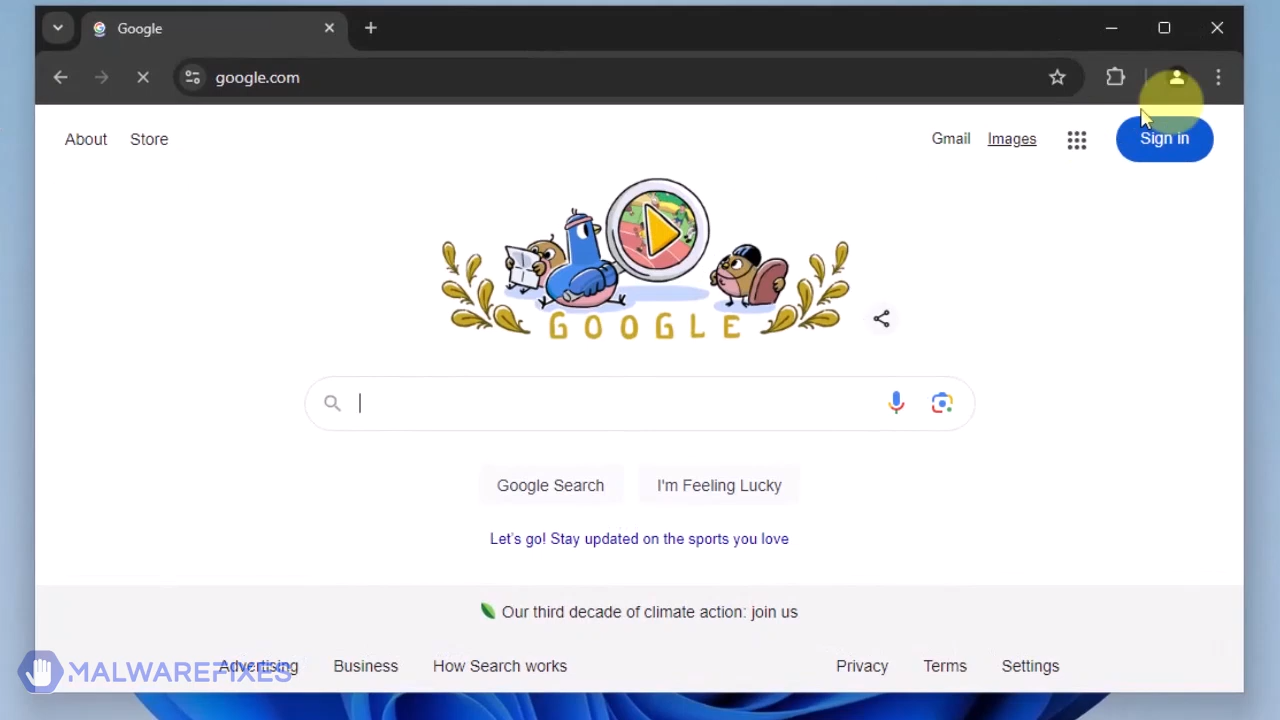 Google
google.com
About Store Gmail Images Sign in
GOOGLE
Google Search I'm Feeling Lucky
Let's go! Stay updated on the sports you love
Our third decade of climate action: join us
Advertising Business How Search works Privacy Terms Settings
MALWAREFIXES